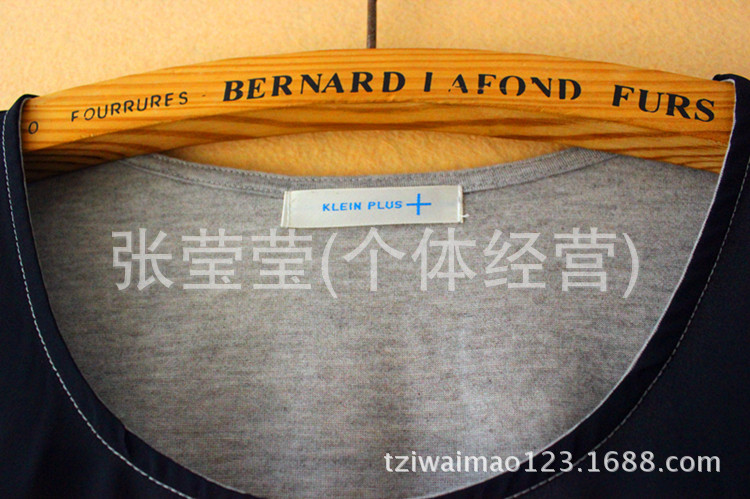 O FOURRURES BERNARD LAFOND FURS
KLEIN PLUS+
张莹莹(个体经营)
tziwaimao123.1688.com